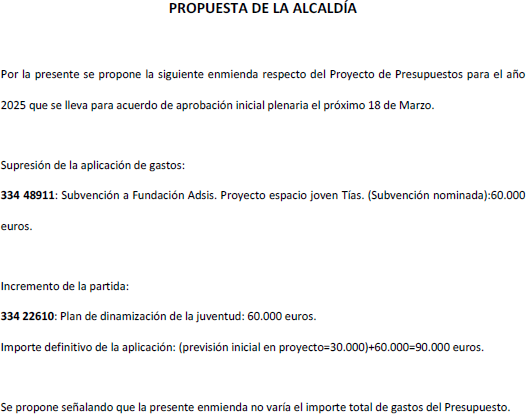 PROPUESTA DE LA ALCALDÍA
Por la presente se propone la siguiente enmienda respecto del Proyecto de Presupuestos para el año
2025 que se lleva para acuerdo de aprobación inicial plenaria el próximo 18 de Marzo.
Supresión de la aplicación de gastos:
334 48911: Subvención a Fundación Adsis. Proyecto espacio joven Tías. (Subvención nominada):60.000
euros.
Incremento de la partida:
334 22610: Plan de dinamización de la juventud: 60.000 euros.
Importe definitivo de la aplicación: (previsión inicial en proyecto=30.000)+60.000=90.000 euros.
Se propone señalando que la presente enmienda no varía el importe total de gastos del Presupuesto.